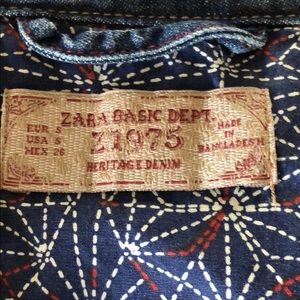 ZARA BASIC DEPT.
EUR S
USA S
MEX 26
Z1975
MADE IN
BANGLADESH
HERITAGE DENIM